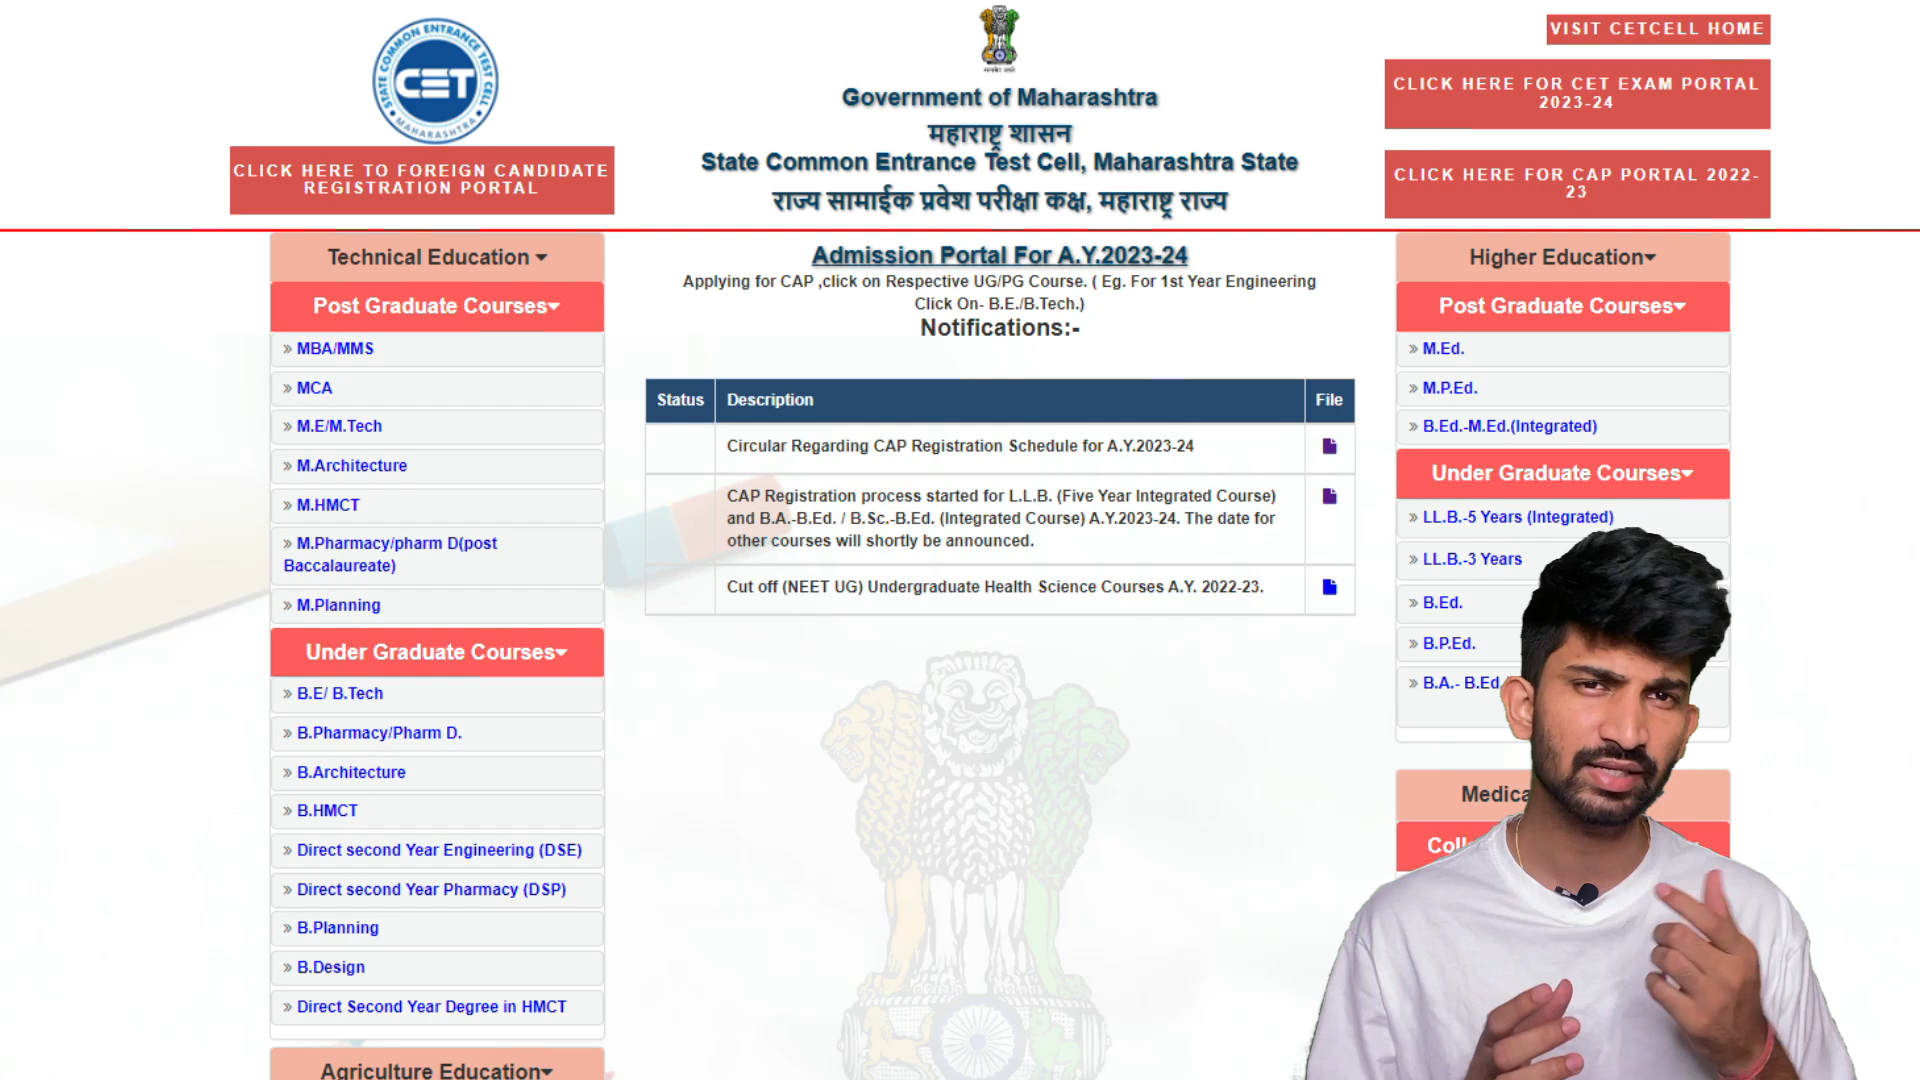 STATE COMMON ENTRANCE TEST CELL
CET
MAHARASHTRA
CLICK HERE TO FOREIGN CANDIDATE
REGISTRATION PORTAL
Government of Maharashtra
महाराष्ट्र शासन
State Common Entrance Test Cell, Maharashtra State
राज्य सामाईक प्रवेश परीक्षा कक्ष, महाराष्ट्र राज्य
VISIT CETCELL HOME
CLICK HERE FOR CET EXAM PORTAL
2023-24
CLICK HERE FOR CAP PORTAL 2022-
23
Technical Education
Post Graduate Courses
» MBA/MMS
» MCA
» M.E/M.Tech
» M.Architecture
» M.HMCT
» M.Pharmacy/pharm D(post
Baccalaureate)
» M.Planning
Under Graduate Courses
» B.E/ B.Tech
» B.Pharmacy/Pharm D.
» B.Architecture
» B.HMCT
» Direct second Year Engineering (DSE)
» Direct second Year Pharmacy (DSP)
» B.Planning
» B.Design
» Direct Second Year Degree in HMCT
Agriculture Education
Admission Portal For A.Y.2023-24
Applying for CAP ,click on Respective UG/PG Course. ( Eg. For 1st Year Engineering
Click On- B.E./B.Tech.)
Notifications:-
Status Description File
Circular Regarding CAP Registration Schedule for A.Y.2023-24
CAP Registration process started for L.L.B. (Five Year Integrated Course)
and B.A.-B.Ed. / B.Sc.-B.Ed. (Integrated Course) A.Y.2023-24. The date for
other courses will shortly be announced.
Cut off (NEET UG) Undergraduate Health Science Courses A.Y. 2022-23.
Higher Education
Post Graduate Courses
» M.Ed.
» M.P.Ed.
» B.Ed.-M.Ed.(Integrated)
Under Graduate Courses
» LL.B.-5 Years (Integrated)
» LL.B.-3 Years
» B.Ed.
» B.P.Ed.
» B.A.- B.Ed